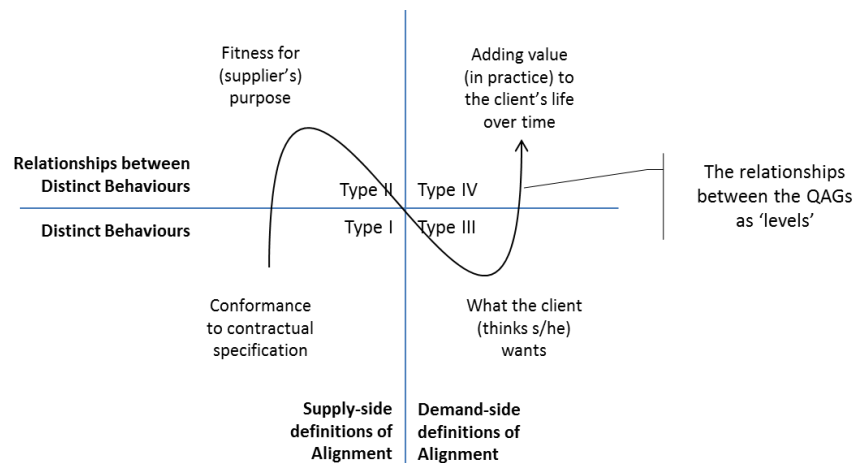 Fitness for
(supplier's)
purpose
Adding value
(in practice) to
the client's life
over time
Relationships between
Distinct Behaviours
Type II
Type IV
The relationships
between the QAGs
as 'levels'
Distinct Behaviours
Type I
Type III
Conformance
to contractual
specification
What the client
(thinks s/he)
wants
Supply-side
definitions of
Alignment
Demand-side
definitions of
Alignment